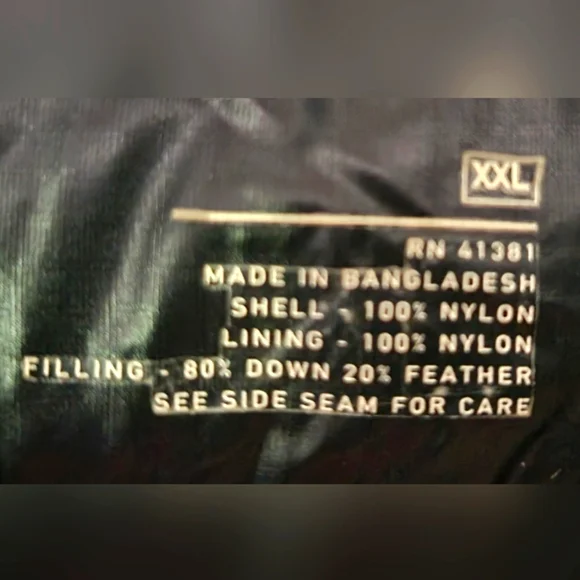 XXL
RN 41381
MADE IN BANGLADESH
SHELL - 100% NYLON
LINING - 100% NYLON
FILLING - 80% DOWN 20% FEATHER
SEE SIDE SEAM FOR CARE